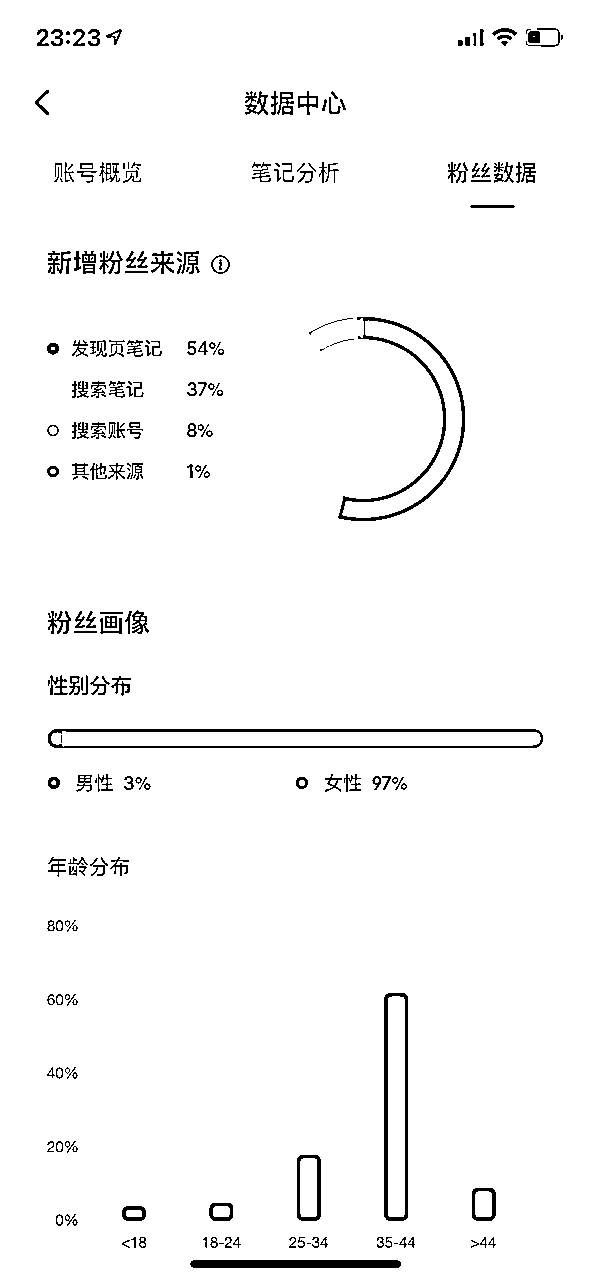 23:23
数据中心
账号概览 笔记分析 粉丝数据
新增粉丝来源
发现页笔记 54%
搜索笔记 37%
搜索账号 8%
其他来源 1%
粉丝画像
性别分布
男性 3% 女性 97%
年龄分布
80%
60%
40%
20%
0%
<18 18-24 25-34 35-44 >44